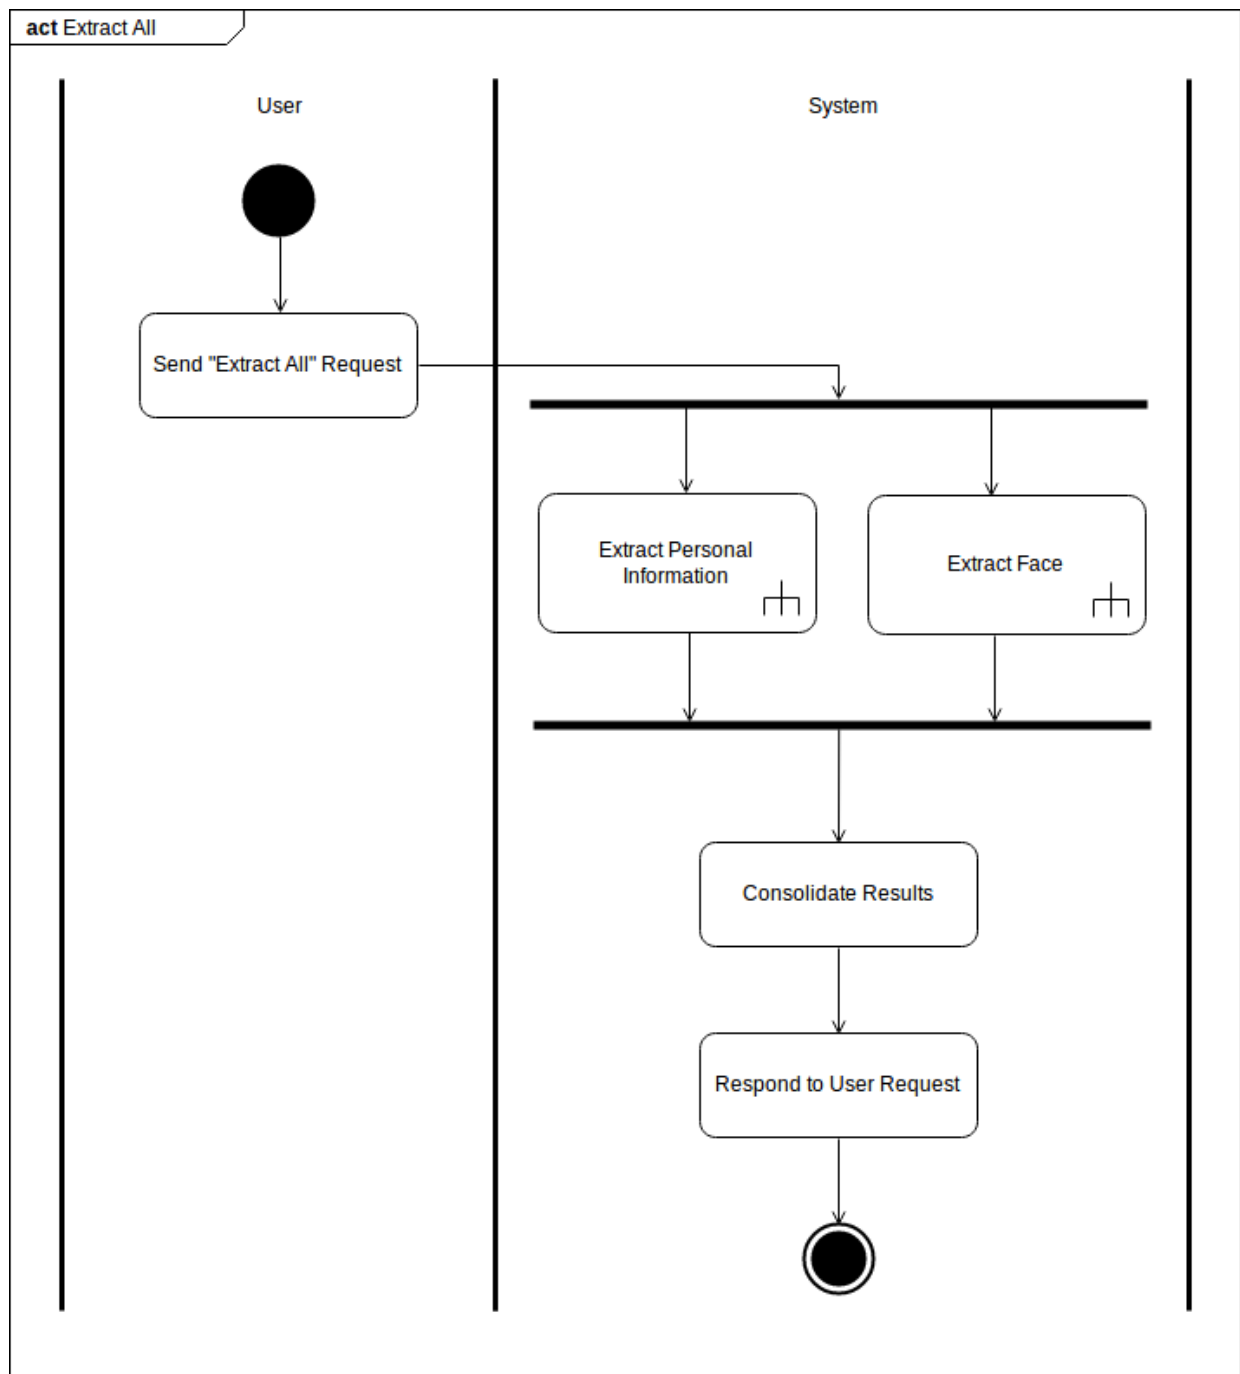 act Extract All
User
System
Send "Extract All" Request
Extract Personal
Information
Extract Face
Consolidate Results
Respond to User Request